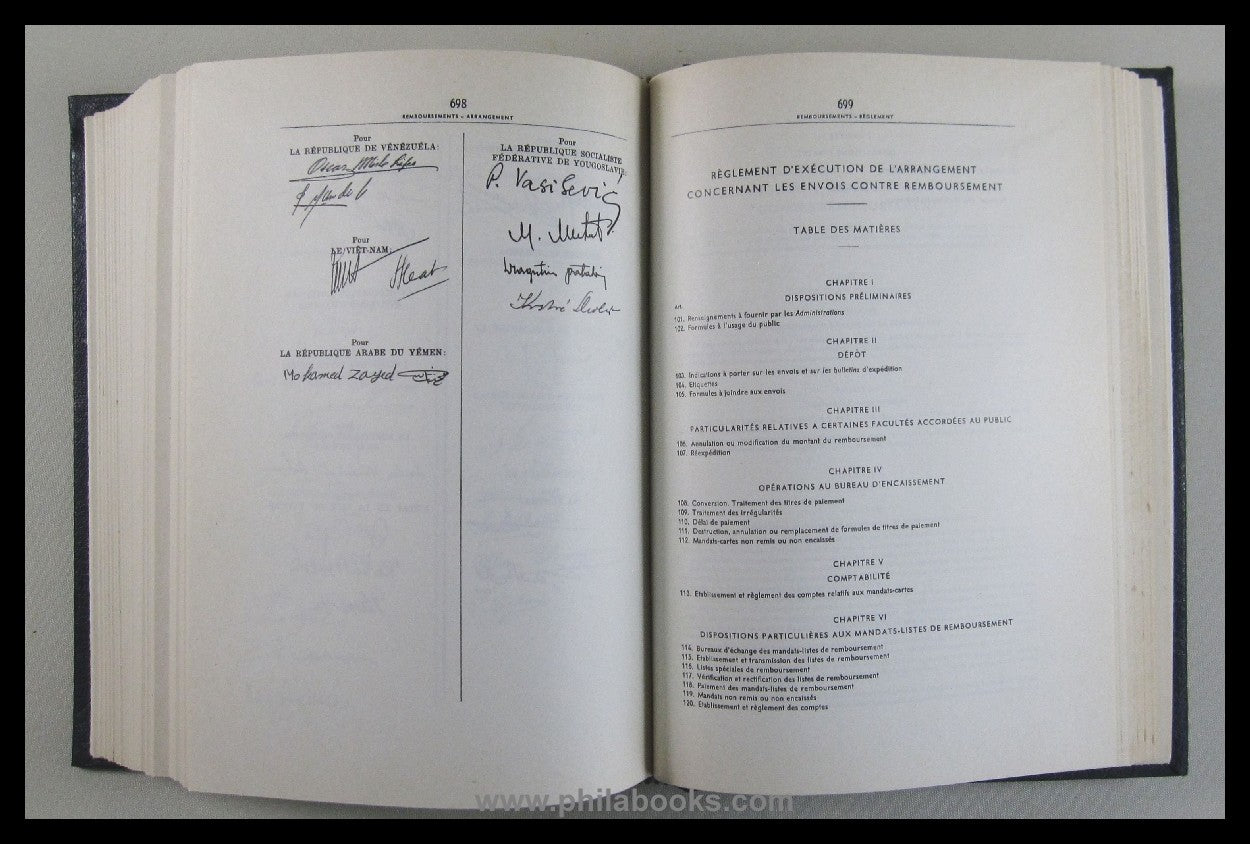 698
REMBOURSEMENTS - ARRANGEMENT
Pour
LA RÉPUBLIQUE DE VÉNÉZUÉLA:
Pour
LE/VIÊT-NAM:
Pour
LA RÉPUBLIQUE ARABE DU YÉMEN:
Mohamed Zayed
Pour
LA RÉPUBLIQUE SOCIALISTE
FÉDÉRATIVE DE YOUGOSLAVIE:
P.
M.
699
REMBOURSEMENTS - RÈGLEMENT
RÈGLEMENT D'EXÉCUTION DE L'ARRANGEMENT
CONCERNANT LES ENVOIS CONTRE REMBOURSEMENT
TABLE DES MATIÈRES
CHAPITRE I
DISPOSITIONS PRÉLIMINAIRES
Art.
101. Renseignements à fournir par les Administrations
102. Formules à l'usage du public
CHAPITRE II
DÉPÔT
103. Indications à porter sur les envois et sur les bulletins d'expédition
104. Etiquettes
105. Formules à joindre aux envois
CHAPITRE III
PARTICULARITÉS RELATIVES A CERTAINES FACULTÉS ACCORDÉES AU PUBLIC
106. Annulation ou modification du montant du remboursement
107. Réexpédition
CHAPITRE IV
OPÉRATIONS AU BUREAU D'ENCAISSEMENT
108. Conversion. Traitement des titres de paiement
109. Traitement des irrégularités
110. Délai de paiement
111. Destruction, annulation ou remplacement de formules de titres de paiement
112. Mandats-cartes non remis ou non encaissés
CHAPITRE V
COMPTABILITÉ
113. Etablissement et règlement des comptes relatifs aux mandats-cartes
CHAPITRE VI
DISPOSITIONS PARTICULIÈRES AUX MANDATS-LISTES DE REMBOURSEMENT
114. Bureaux d'échange des mandats-listes de remboursement
115. Etablissement et transmission des listes de remboursement
116. Listes spéciales de remboursement
117. Vérification et rectification des listes de remboursement
118. Paiement des mandats-listes de remboursement
119. Mandats non remis ou non encaissés
120. Etablissement et règlement des comptes
www.philabooks.com